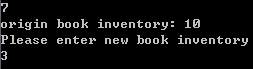 7
origin book inventory: 10
Please enter new book inventory
3